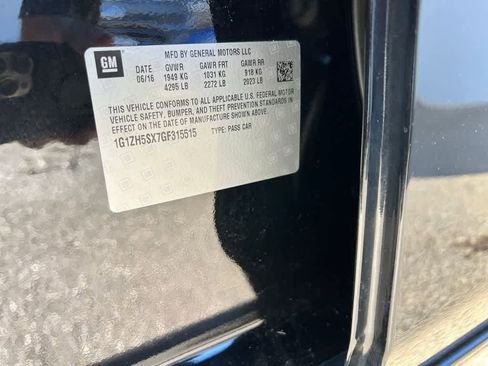 GM
MFD BY GENERAL MOTORS LLC
DATE GVWR GAWR FRT GAWR RR
06/16 1949 KG 1031 KG 918 KG
4295 LB 2272 LB 2023 LB
THIS VEHICLE CONFORMS TO ALL APPLICABLE U.S. FEDERAL MOTOR
VEHICLE SAFETY, BUMPER, AND THEFT PREVENTION STANDARDS IN
EFFECT ON THE DATE OF MANUFACTURE SHOWN ABOVE.
1G1ZH5SX7GF315515 TYPE: PASS CAR